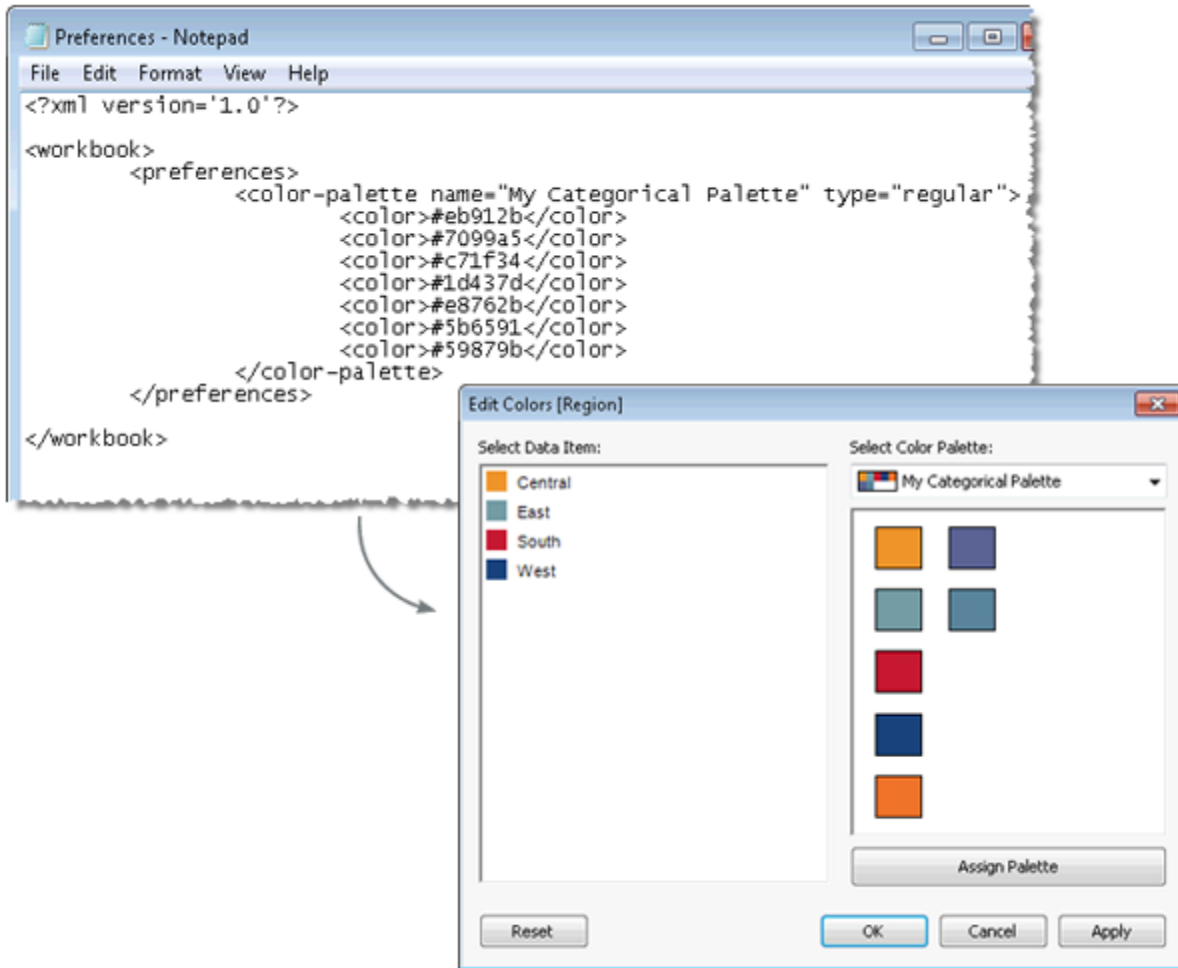 Preferences - Notepad
File Edit Format View Help
<?xml version='1.0'?>
<workbook>
<preferences>
<color-palette name="My Categorical Palette" type="regular">
<color>#eb912b</color>
<color>#7099a5</color>
<color>#c71f34</color>
<color>#1d437d</color>
<color>#e8762b</color>
<color>#5b6591</color>
<color>#59879b</color>
</color-palette>
</preferences>
</workbook>
Edit Colors [Region]
Select Data Item:
Central
East
South
West
Select Color Palette:
My Categorical Palette
Assign Palette
Reset
OK
Cancel
Apply